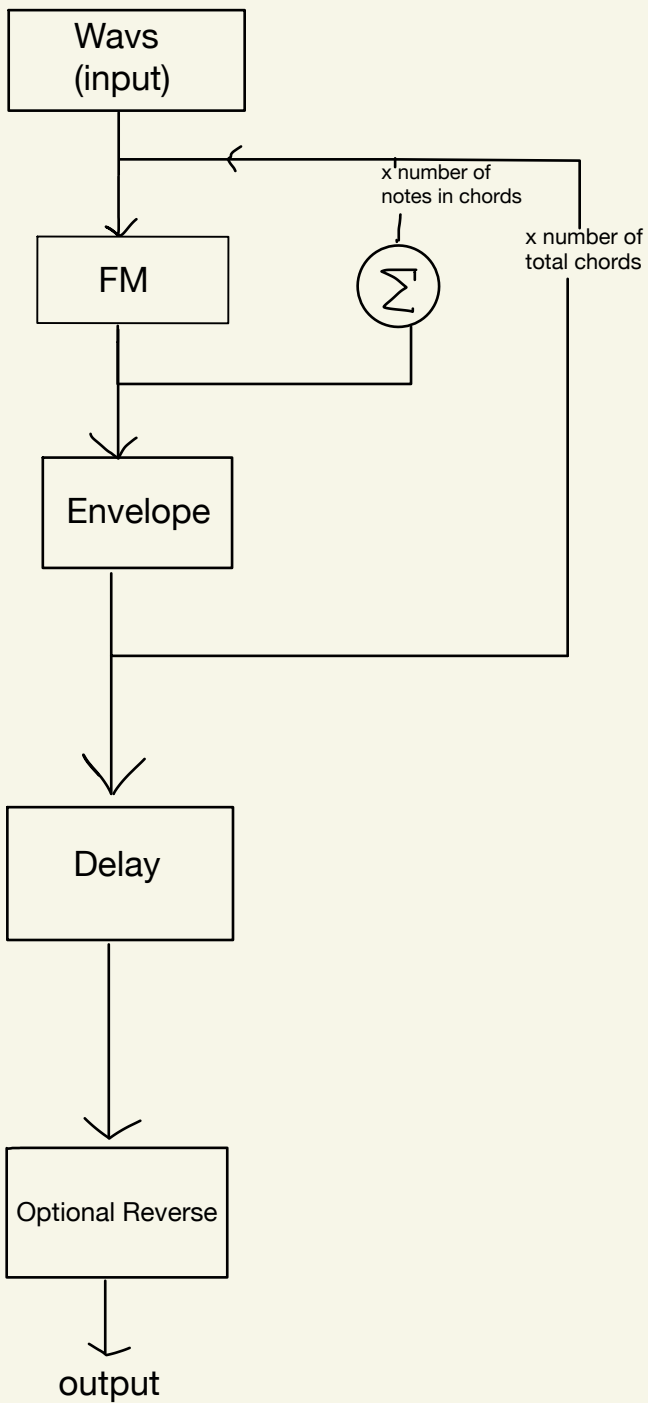 Wavs
(input)
x number of
notes in chords
x number of
total chords
FM
Σ
Envelope
Delay
Optional Reverse
output